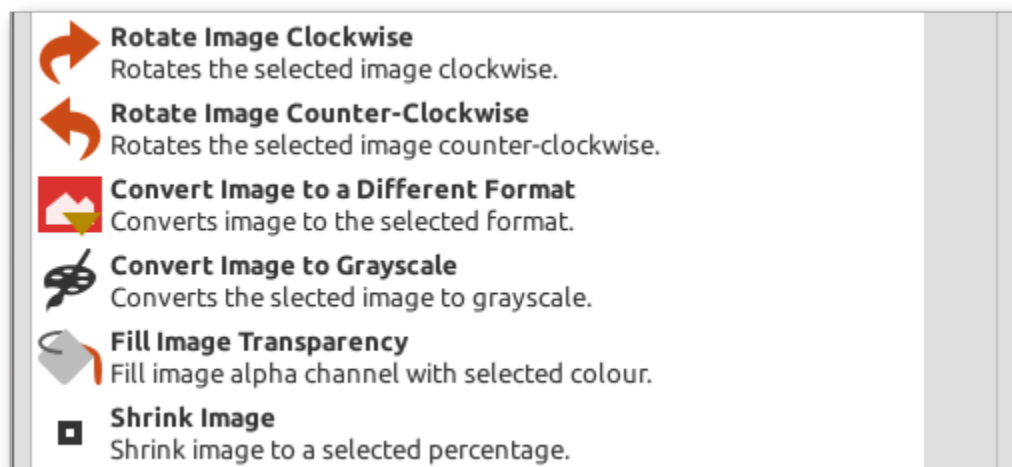 Rotate Image Clockwise
Rotates the selected image clockwise.
Rotate Image Counter-Clockwise
Rotates the selected image counter-clockwise.
Convert Image to a Different Format
Converts image to the selected format.
Convert Image to Grayscale
Converts the slected image to grayscale.
Fill Image Transparency
Fill image alpha channel with selected colour.
Shrink Image
Shrink image to a selected percentage.